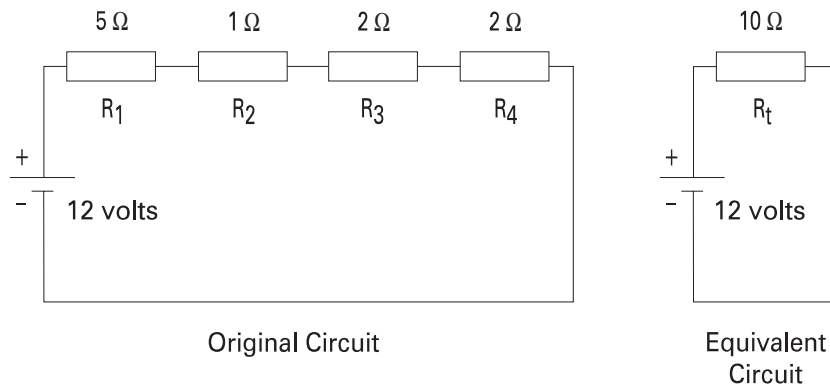 5 Ω 1 Ω 2 Ω 2 Ω
R1 R2 R3 R4
+
−
12 volts
Original Circuit
10 Ω
Rt
+
−
12 volts
Equivalent
Circuit